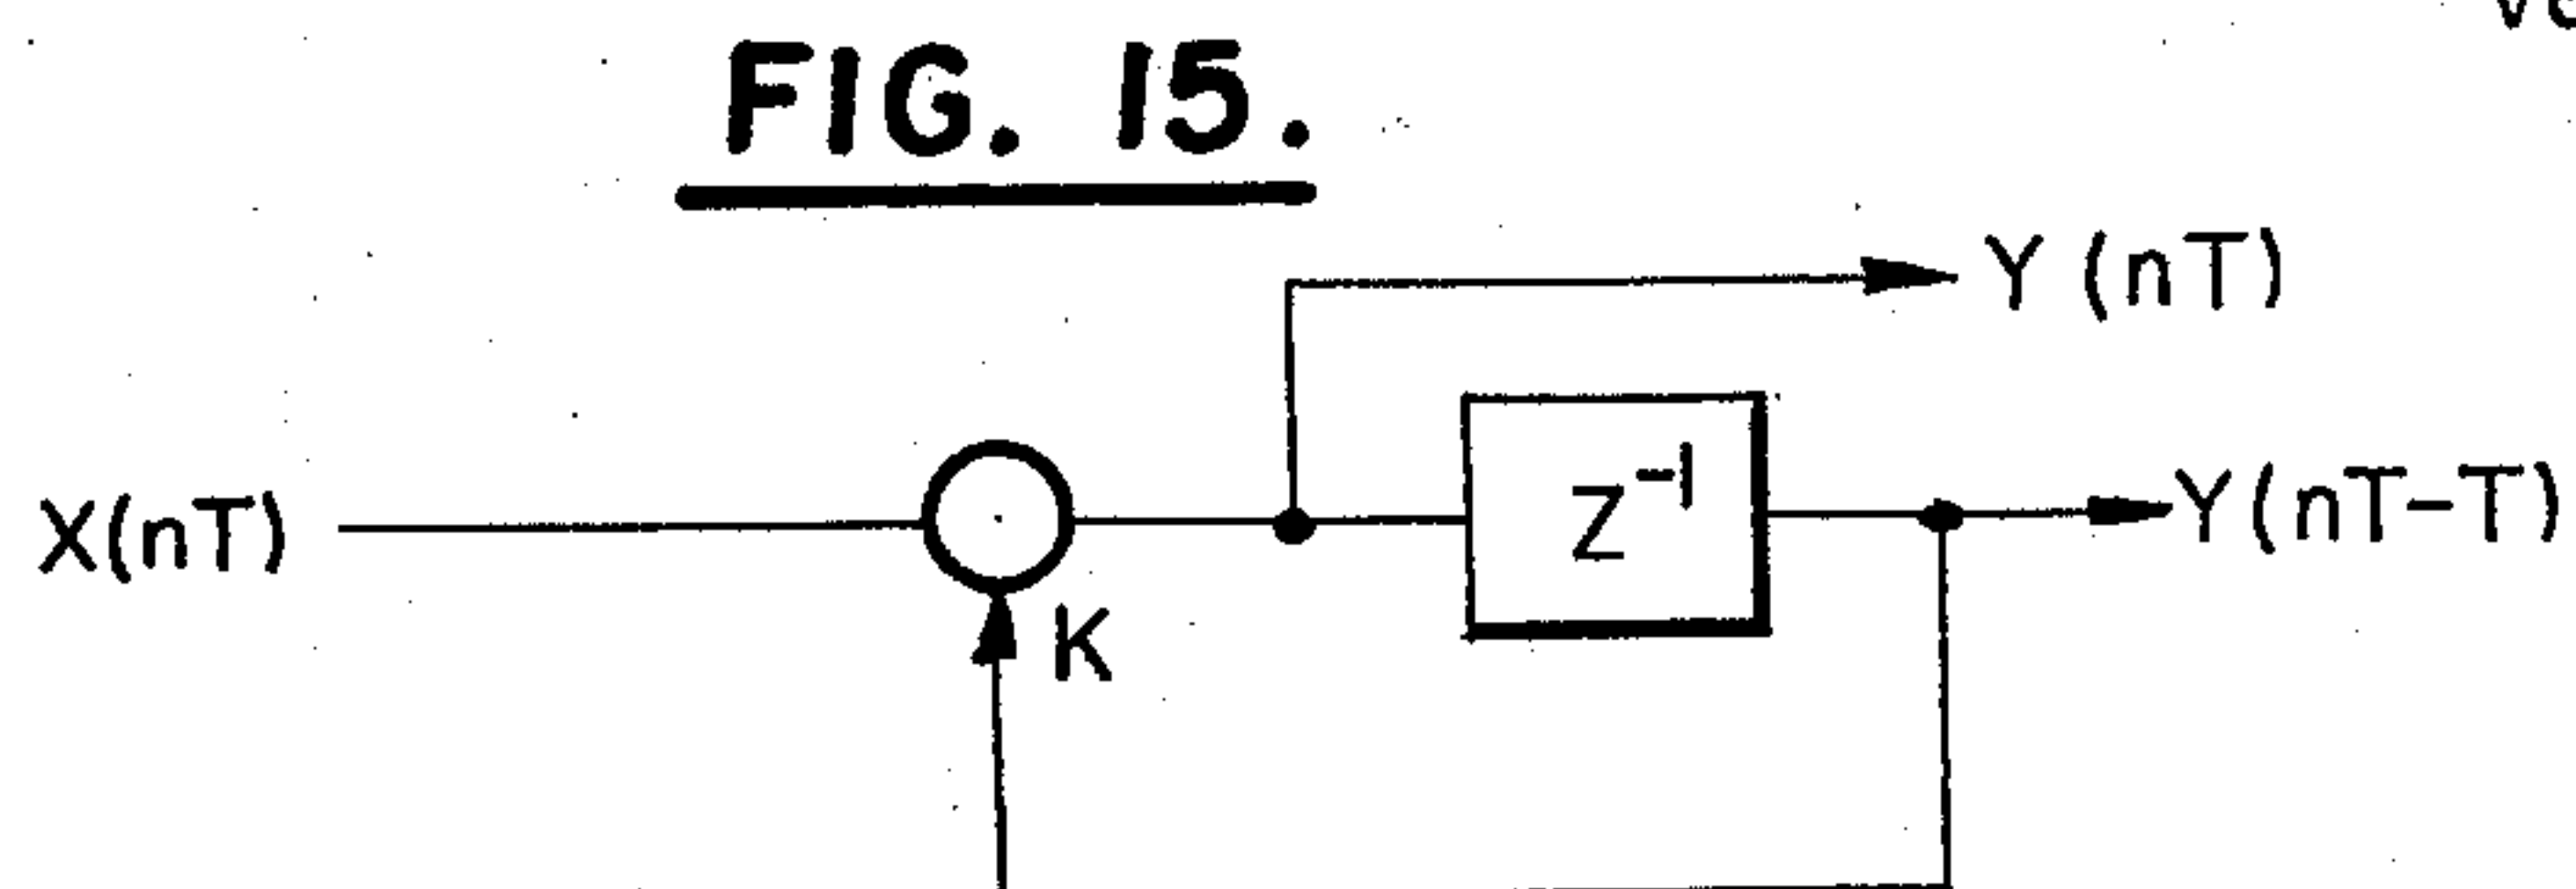 FIG. 15.
Y (nT)
X(nT)
Z⁻¹
Y(nT-T)
K